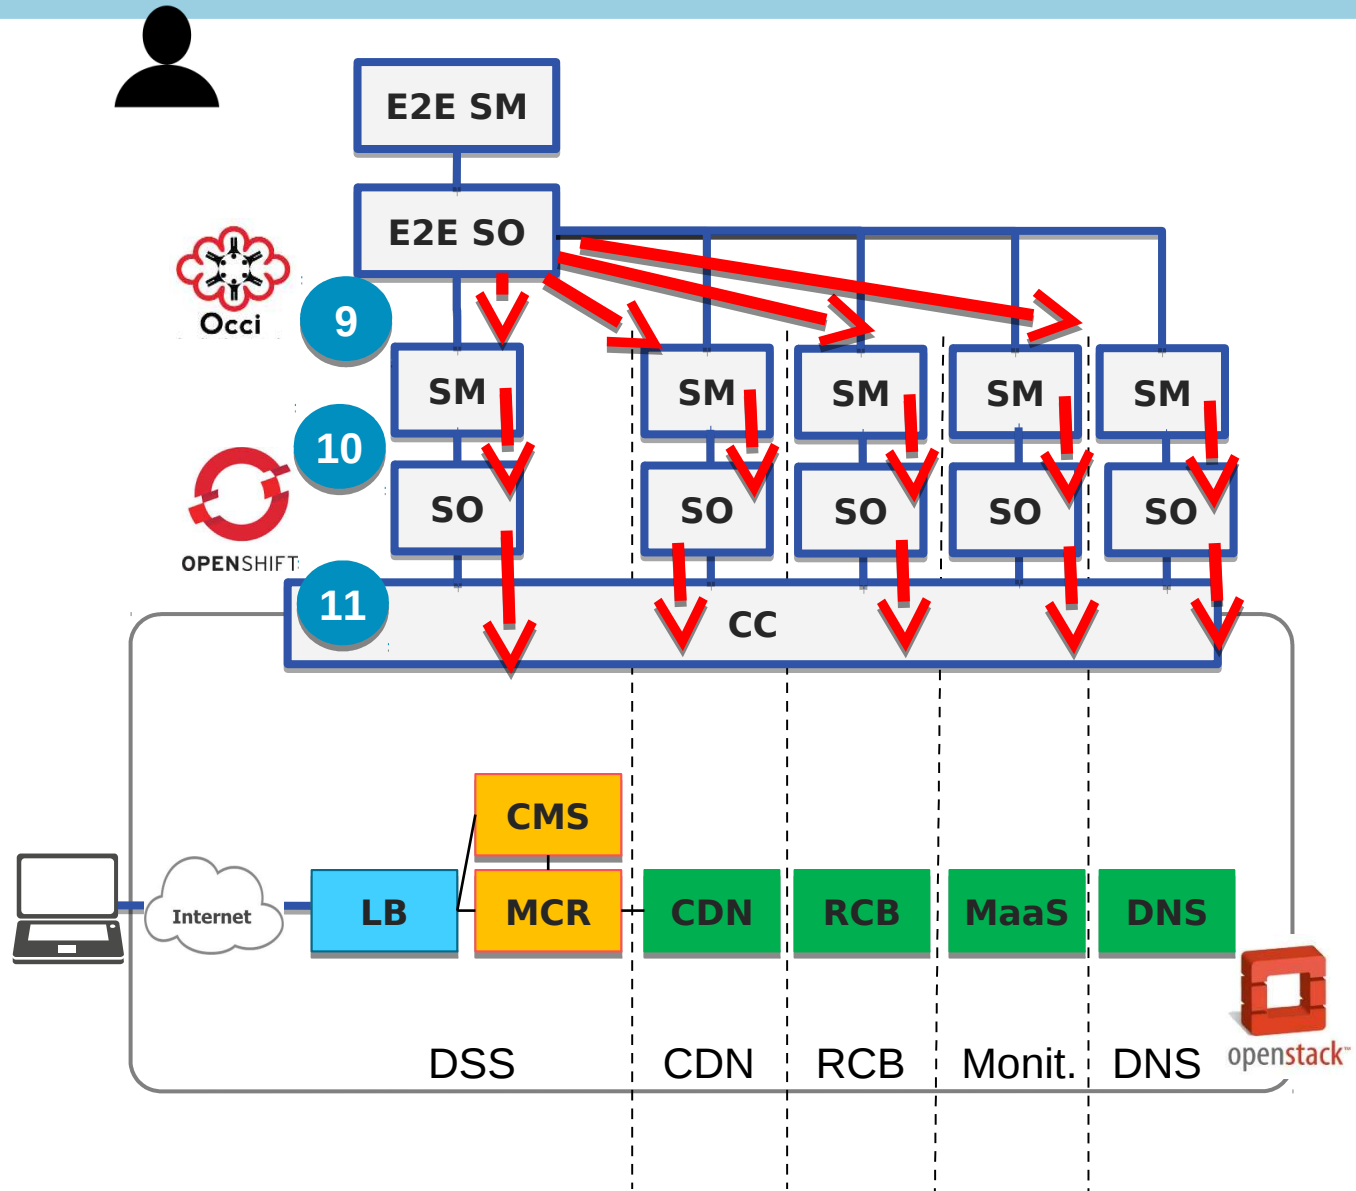 E2E SM
E2E SO
Occi
9
SM
SM
SM
SM
SM
10
SO
SO
SO
SO
SO
OPENSHIFT
11
CC
CMS
Internet
LB
MCR
CDN
RCB
MaaS
DNS
DSS
CDN
RCB
Monit.
DNS
openstack™